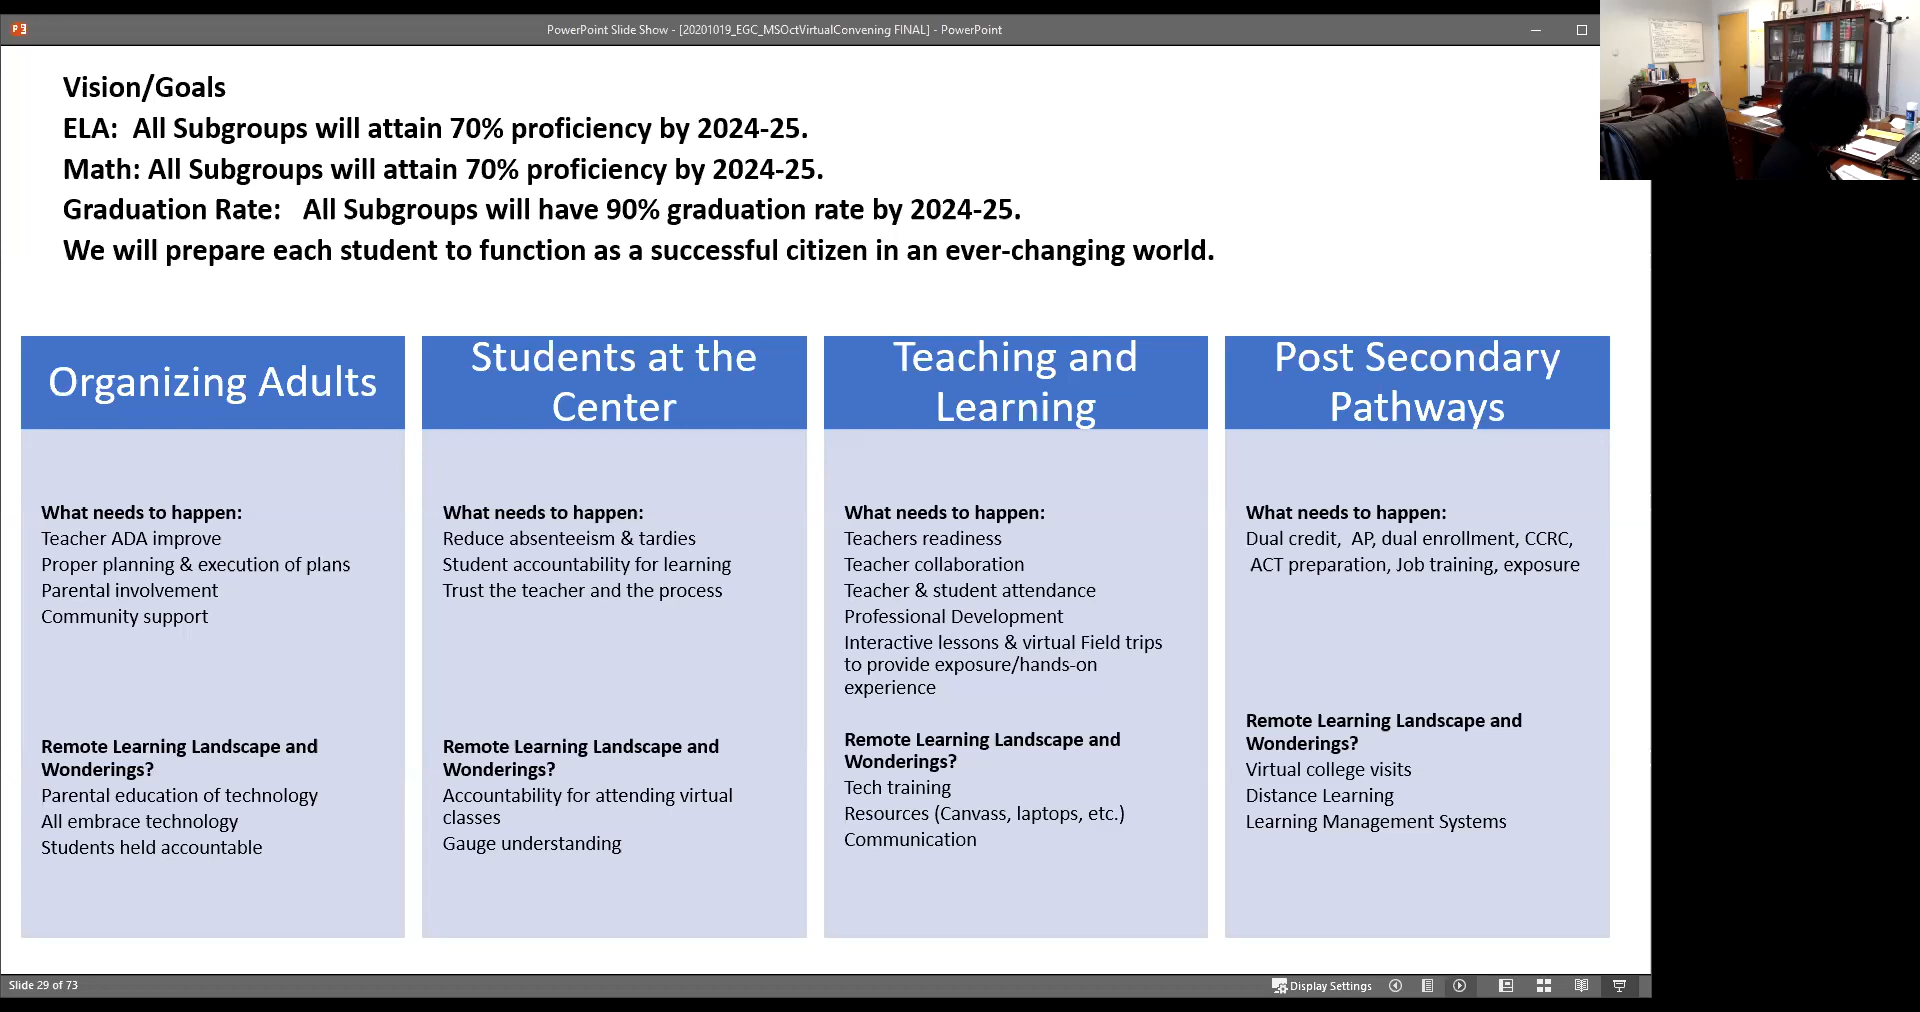 PowerPoint Slide Show - [20201019_EGC_MSOctVirtualConvening FINAL] - PowerPoint
Vision/Goals
ELA:  All Subgroups will attain 70% proficiency by 2024-25.
Math: All Subgroups will attain 70% proficiency by 2024-25.
Graduation Rate:   All Subgroups will have 90% graduation rate by 2024-25.
We will prepare each student to function as a successful citizen in an ever-changing world.
Organizing Adults
What needs to happen:
Teacher ADA improve
Proper planning & execution of plans
Parental involvement
Community support
Remote Learning Landscape and
Wonderings?
Parental education of technology
All embrace technology
Students held accountable
Students at the
Center
What needs to happen:
Reduce absenteeism & tardies
Student accountability for learning
Trust the teacher and the process
Remote Learning Landscape and
Wonderings?
Accountability for attending virtual
classes
Gauge understanding
Teaching and
Learning
What needs to happen:
Teachers readiness
Teacher collaboration
Teacher & student attendance
Professional Development
Interactive lessons & virtual Field trips
to provide exposure/hands-on
experience
Remote Learning Landscape and
Wonderings?
Tech training
Resources (Canvass, laptops, etc.)
Communication
Post Secondary
Pathways
What needs to happen:
Dual credit,  AP, dual enrollment, CCRC,
ACT preparation, Job training, exposure
Remote Learning Landscape and
Wonderings?
Virtual college visits
Distance Learning
Learning Management Systems
Slide 29 of 73
Display Settings